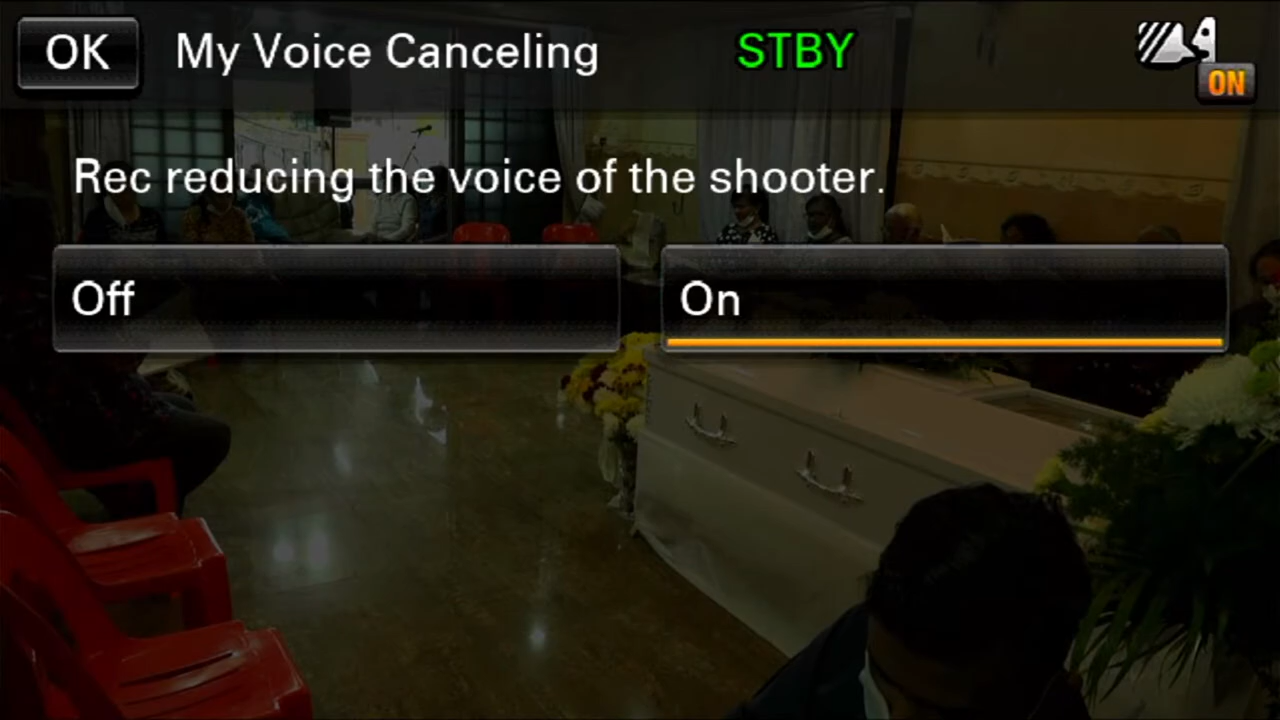 OK
My Voice Canceling
STBY
ON
Rec reducing the voice of the shooter.
Off
On